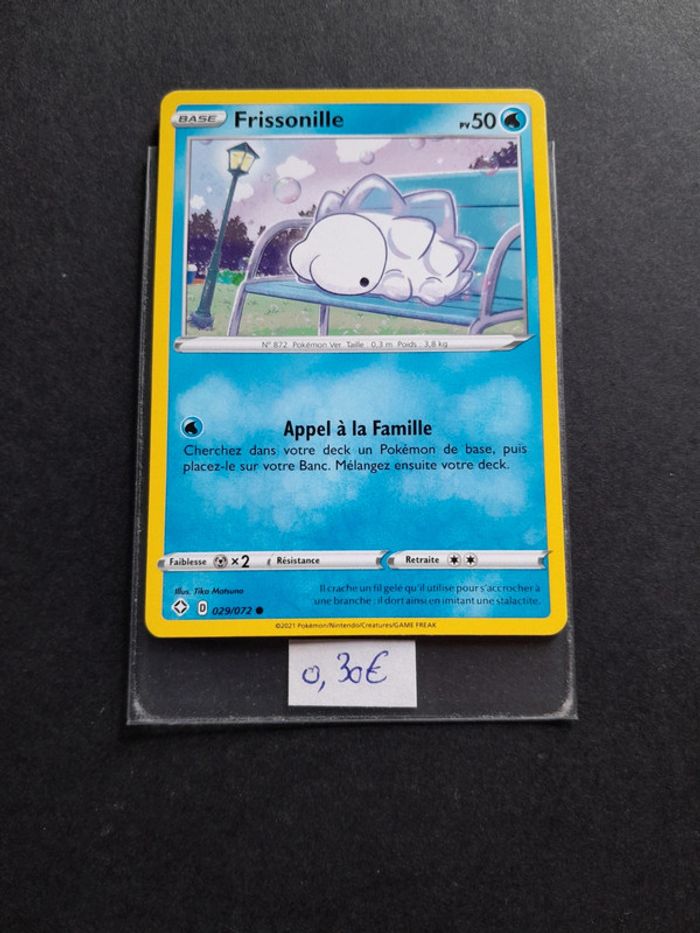 BASE Frissonille PV 50
N° 872 Pokémon Ver. Taille : 0,3 m Poids : 3,8 kg
Appel à la Famille
Cherchez dans votre deck un Pokémon de base, puis
placez-le sur votre Banc. Mélangez ensuite votre deck.
Faiblesse ×2 Résistance Retraite
Illus. Tika Matsuno
Il crache un fil gelé qu'il utilise pour s'accrocher à
une branche : il dort ainsi en imitant une stalactite.
D 029/072
©2021 Pokémon/Nintendo/Creatures/GAME FREAK
0,30€